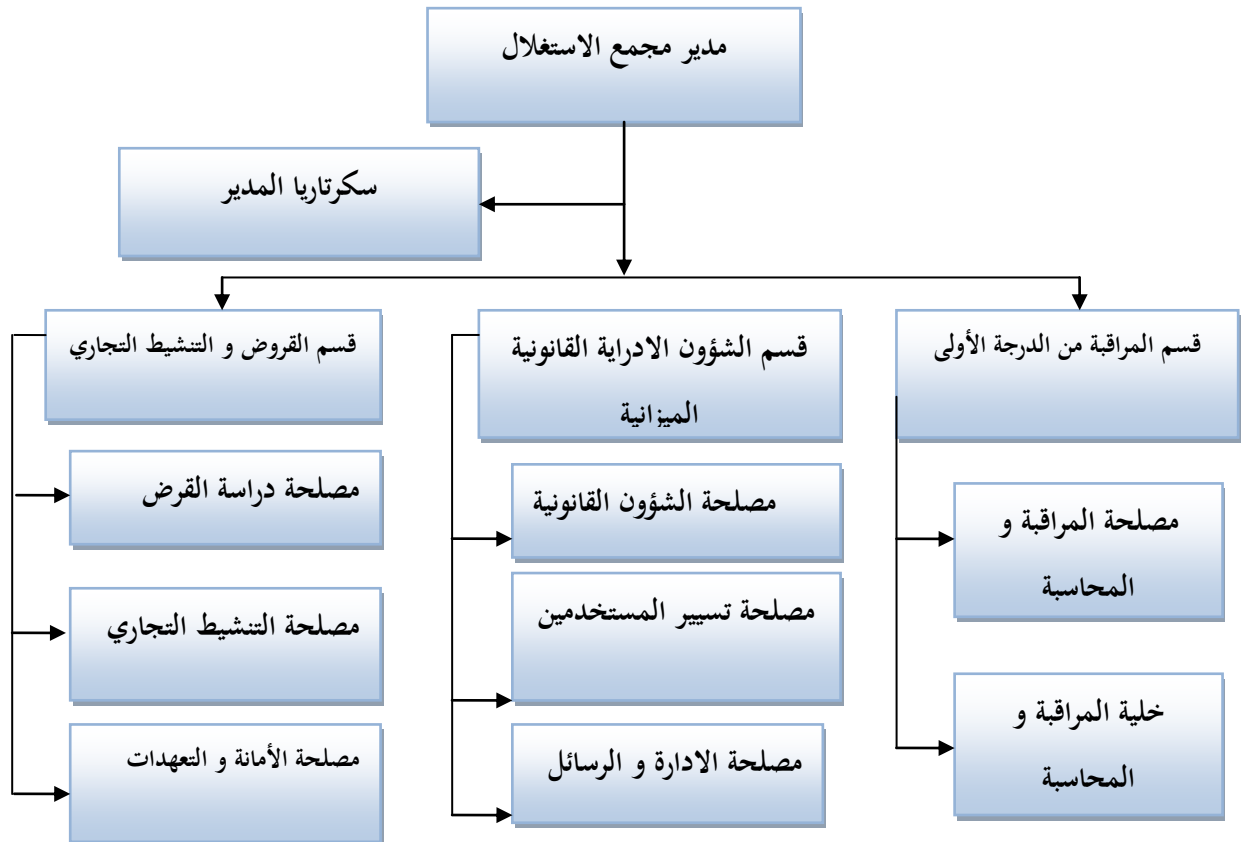 مدير مجمع الاستغلال
سكرتاريا المدير
قسم المراقبة من الدرجة الأولى
قسم الشؤون الادراية القانونية
الميزانية
قسم القروض و التنشيط التجاري
مصلحة المراقبة و
المحاسبة
خلية المراقبة و
المحاسبة
مصلحة الشؤون القانونية
مصلحة تسيير المستخدمين
مصلحة الادارة و الرسائل
مصلحة دراسة القرض
مصلحة التنشيط التجاري
مصلحة الأمانة و التعهدات